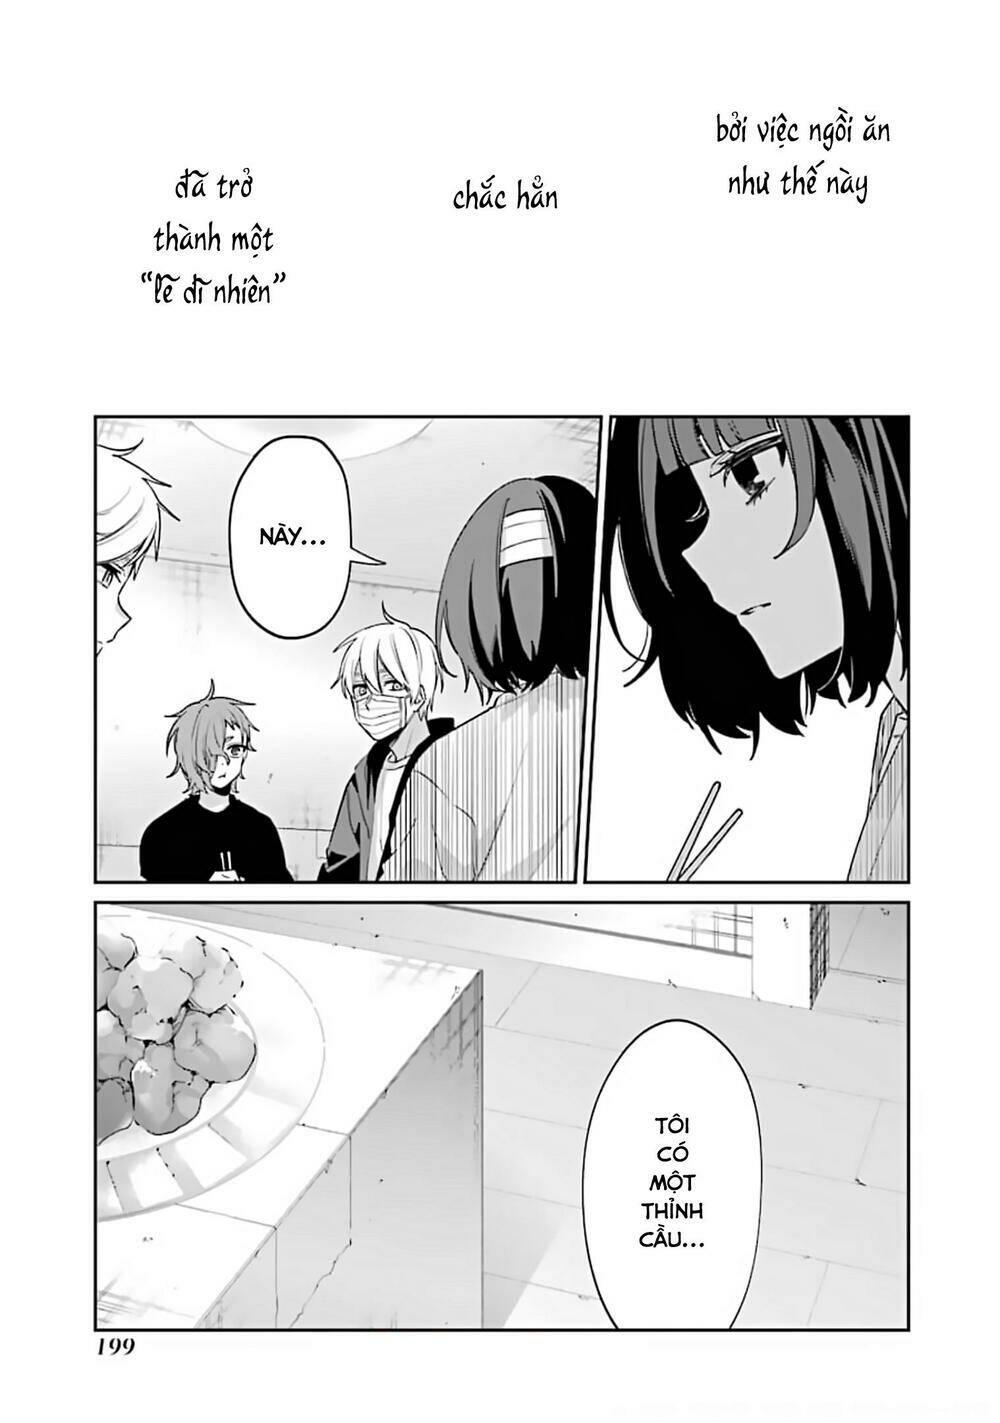 bởi việc ngồi ăn
như thế này
chắc hẳn
đã trở
thành một
“lẽ dĩ nhiên”
NÀY...
TÔI
CÓ
MỘT
THỈNH
CẦU...
199